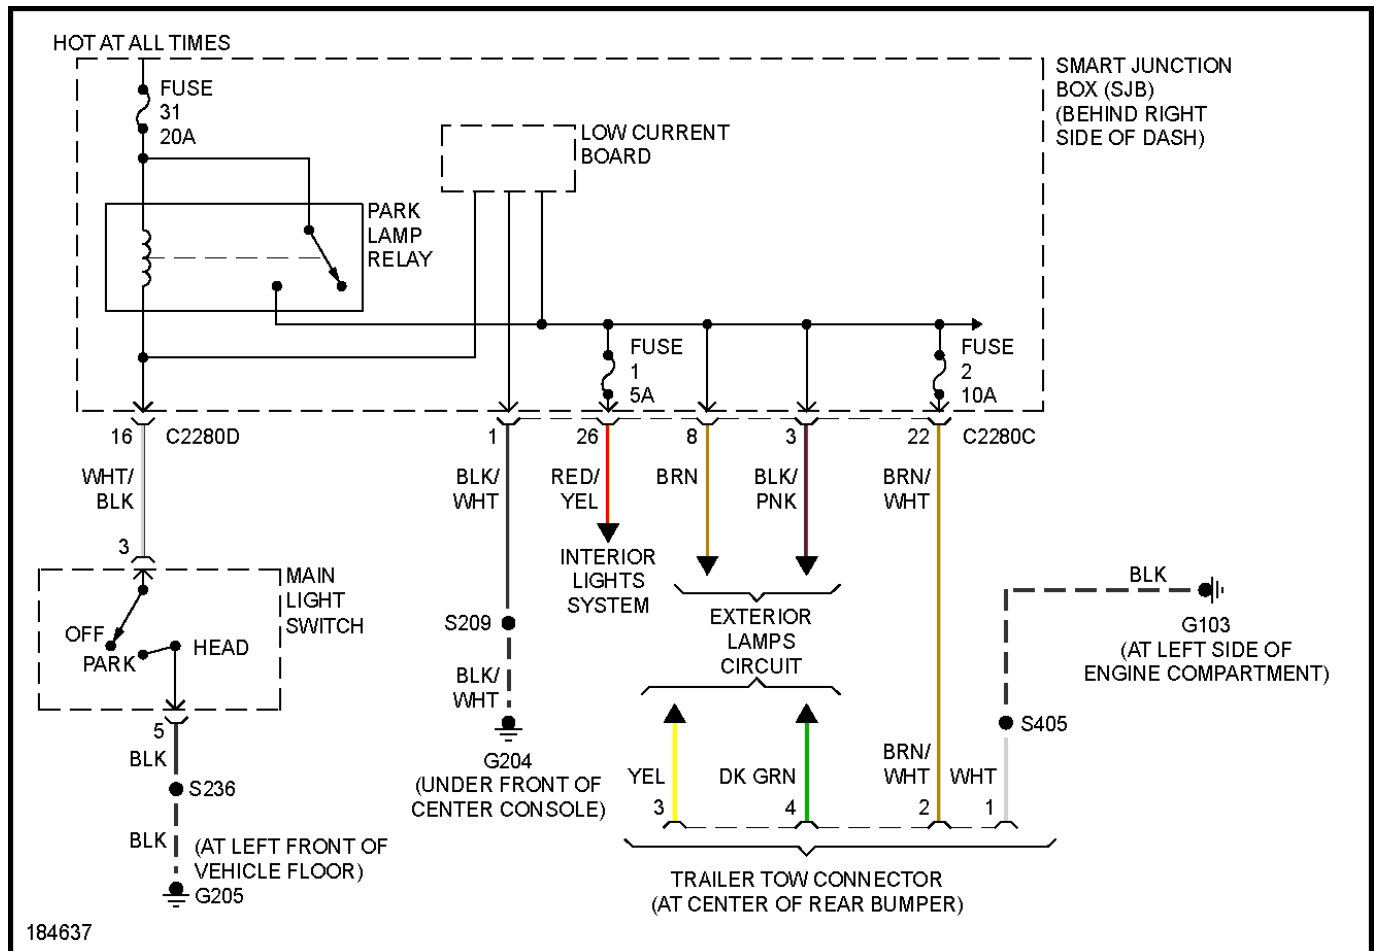 HOT AT ALL TIMES
SMART JUNCTION
BOX (SJB)
(BEHIND RIGHT
SIDE OF DASH)
FUSE
31
20A
LOW CURRENT
BOARD
PARK
LAMP
RELAY
FUSE
1
5A
FUSE
2
10A
16
C2280D
1
26
8
3
22
C2280C
WHT/
BLK
BLK/
WHT
RED/
YEL
BRN
BLK/
PNK
BRN/
WHT
3
MAIN
LIGHT
SWITCH
OFF
PARK
HEAD
5
BLK
S236
BLK
(AT LEFT FRONT OF
VEHICLE FLOOR)
G205
S209
BLK/
WHT
G204
(UNDER FRONT OF
CENTER CONSOLE)
INTERIOR
LIGHTS
SYSTEM
EXTERIOR
LAMPS
CIRCUIT
BLK
G103
(AT LEFT SIDE OF
ENGINE COMPARTMENT)
S405
YEL
DK GRN
BRN/
WHT
WHT
3
4
2
1
TRAILER TOW CONNECTOR
(AT CENTER OF REAR BUMPER)
184637